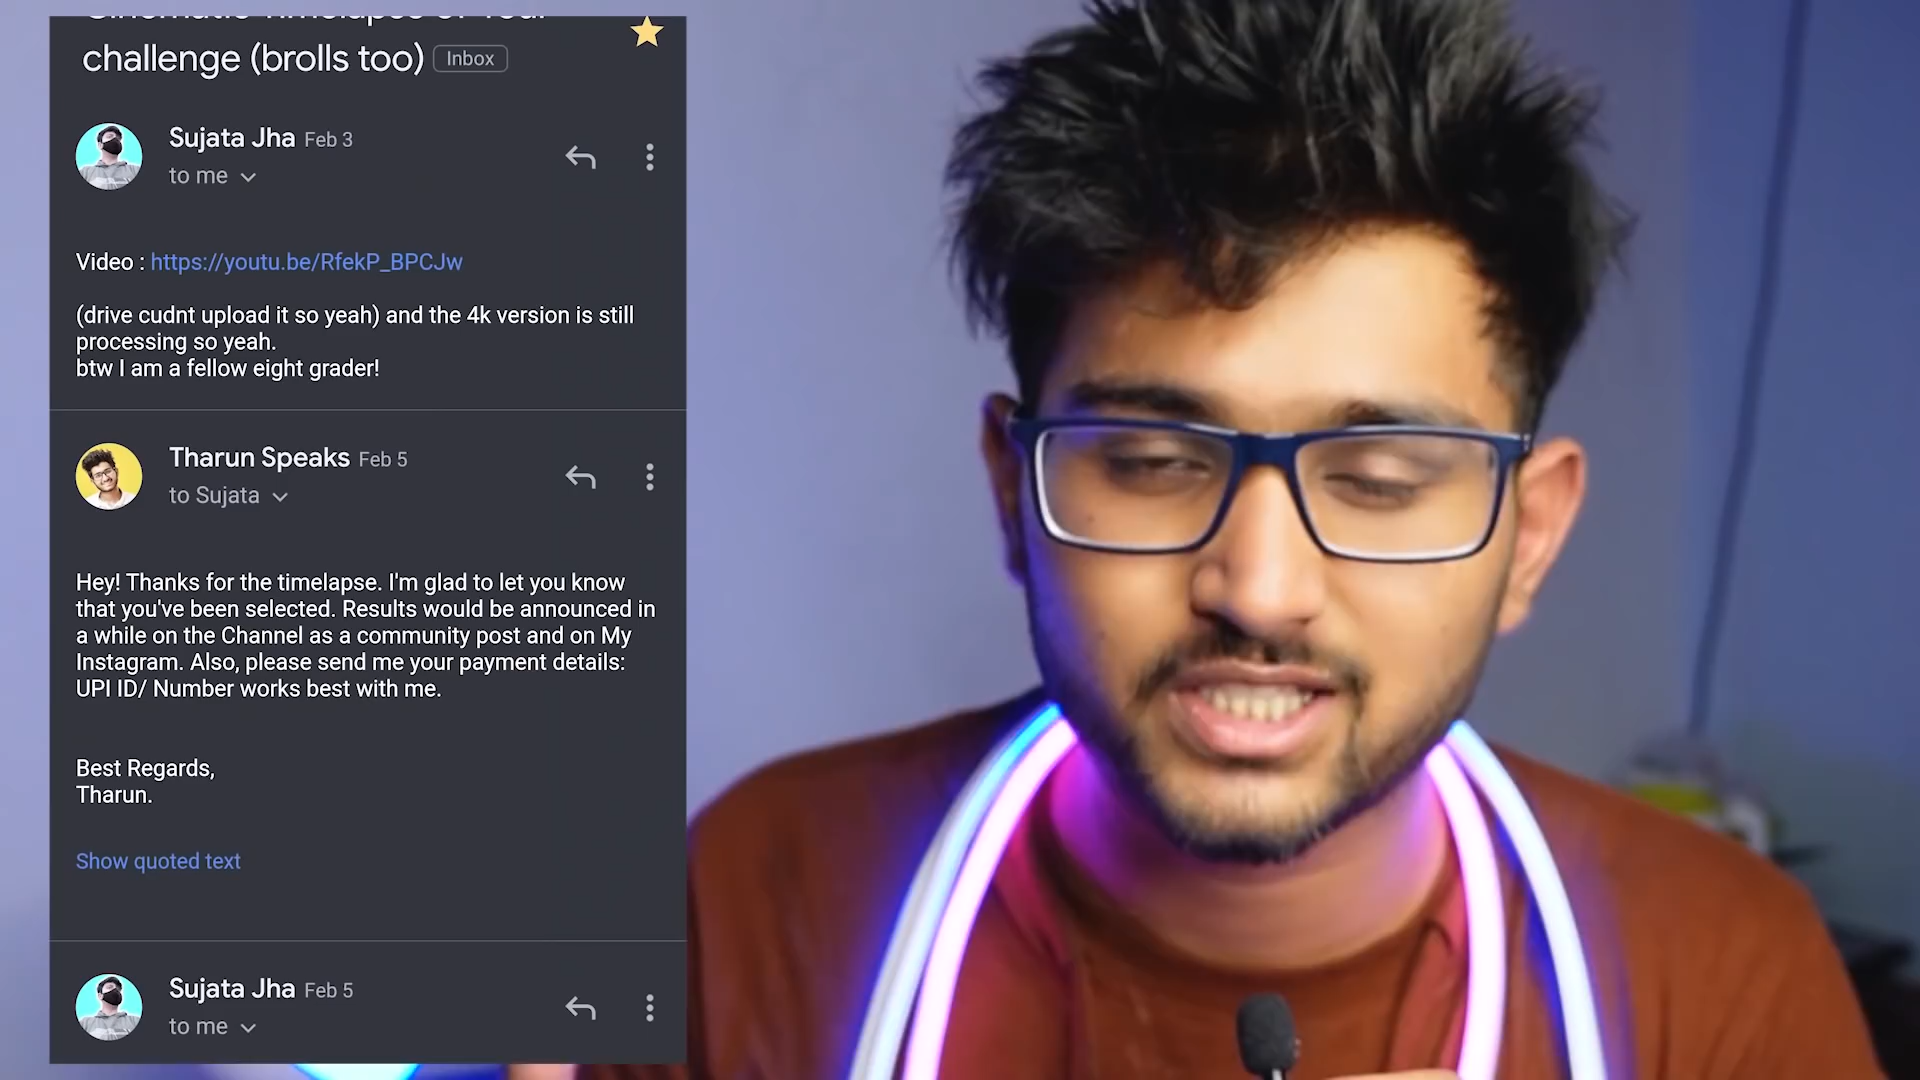 challenge (brolls too) Inbox
Sujata Jha Feb 3
to me
Video : https://youtu.be/RfekP_BPCJw
(drive cudnt upload it so yeah) and the 4k version is still
processing so yeah.
btw I am a fellow eight grader!
Tharun Speaks Feb 5
to Sujata
Hey! Thanks for the timelapse. I'm glad to let you know
that you've been selected. Results would be announced in
a while on the Channel as a community post and on My
Instagram. Also, please send me your payment details:
UPI ID/ Number works best with me.
Best Regards,
Tharun.
Show quoted text
Sujata Jha Feb 5
to me